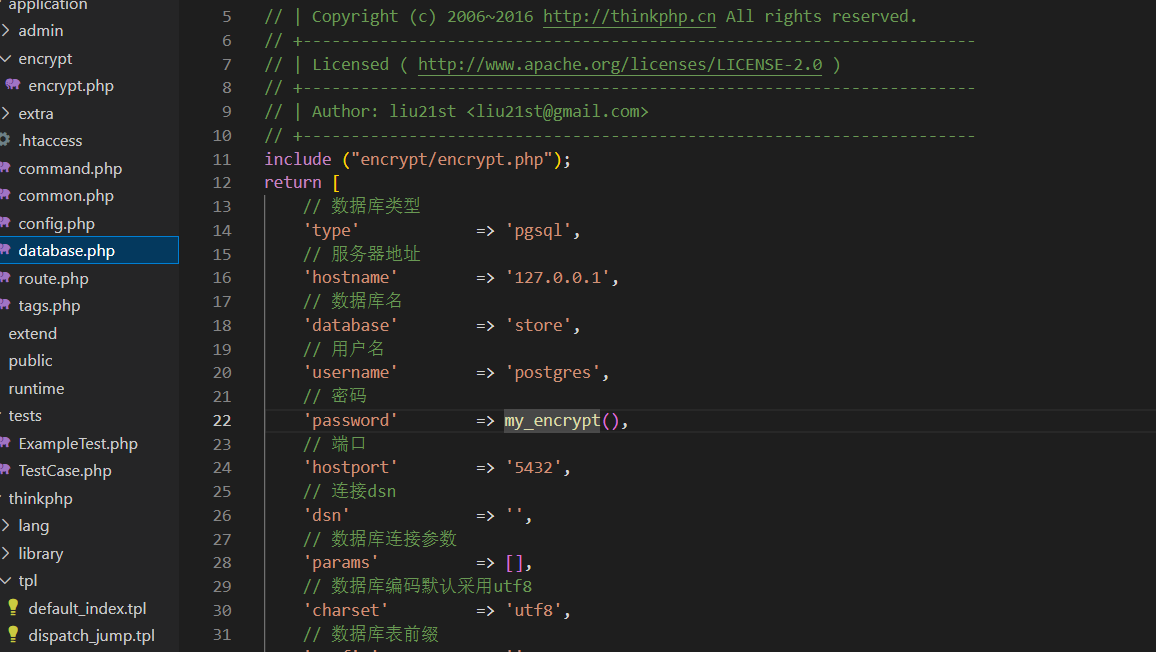 application
admin
encrypt
encrypt.php
extra
.htaccess
command.php
common.php
config.php
database.php
route.php
tags.php
extend
public
runtime
tests
ExampleTest.php
TestCase.php
thinkphp
lang
library
tpl
default_index.tpl
dispatch_jump.tpl
5 // | Copyright (c) 2006~2016 http://thinkphp.cn All rights reserved.
6 // +----------------------------------------------------------------------
7 // | Licensed ( http://www.apache.org/licenses/LICENSE-2.0 )
8 // +----------------------------------------------------------------------
9 // | Author: liu21st <liu21st@gmail.com>
10 // +----------------------------------------------------------------------
11 include ("encrypt/encrypt.php");
12 return [
13 // 数据库类型
14 'type' => 'pgsql',
15 // 服务器地址
16 'hostname' => '127.0.0.1',
17 // 数据库名
18 'database' => 'store',
19 // 用户名
20 'username' => 'postgres',
21 // 密码
22 'password' => my_encrypt(),
23 // 端口
24 'hostport' => '5432',
25 // 连接dsn
26 'dsn' => '',
27 // 数据库连接参数
28 'params' => [],
29 // 数据库编码默认采用utf8
30 'charset' => 'utf8',
31 // 数据库表前缀